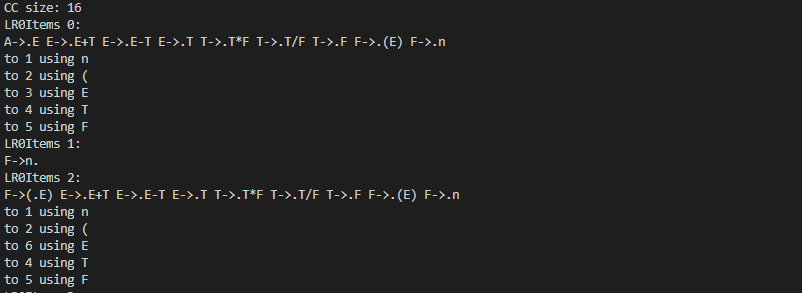 CC size: 16
LR0Items 0:
A->.E E->.E+T E->.E-T E->.T T->.T*F T->.T/F T->.F F->.(E) F->.n
to 1 using n
to 2 using (
to 3 using E
to 4 using T
to 5 using F
LR0Items 1:
F->n.
LR0Items 2:
F->(.E) E->.E+T E->.E-T E->.T T->.T*F T->.T/F T->.F F->.(E) F->.n
to 1 using n
to 2 using (
to 6 using E
to 4 using T
to 5 using F